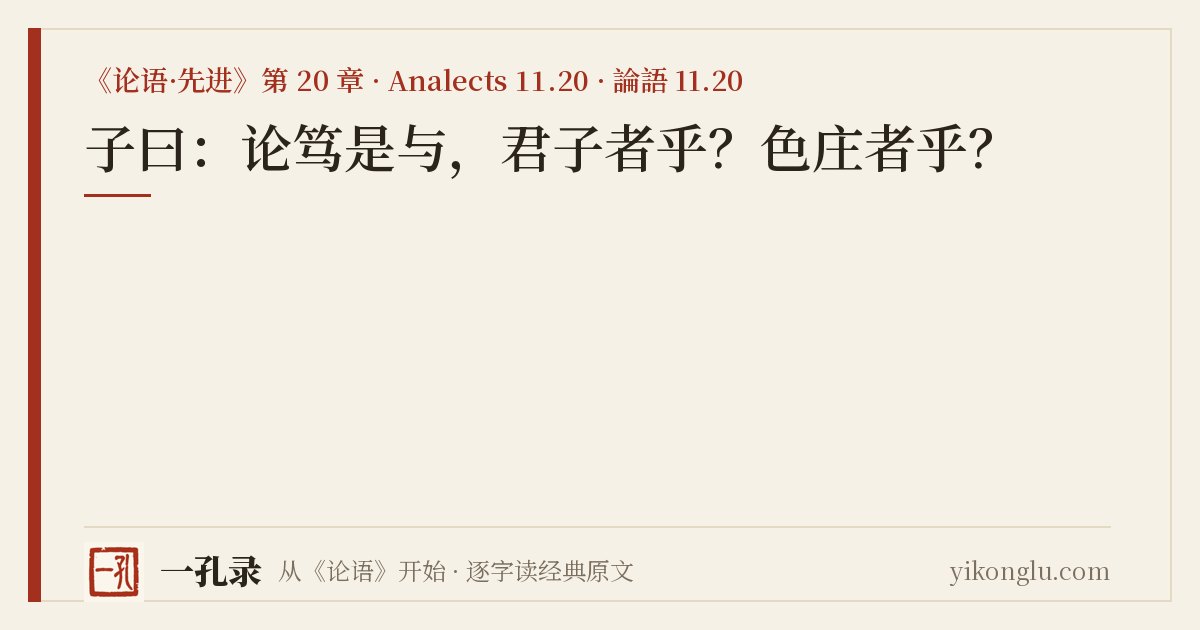 《论语·先进》第 20 章 · Analects 11.20 · 論語 11.20
子曰：论笃是与，君子者乎？色庄者乎？
一孔
一孔录 从《论语》开始 · 逐字读经典原文 yikonglu.com